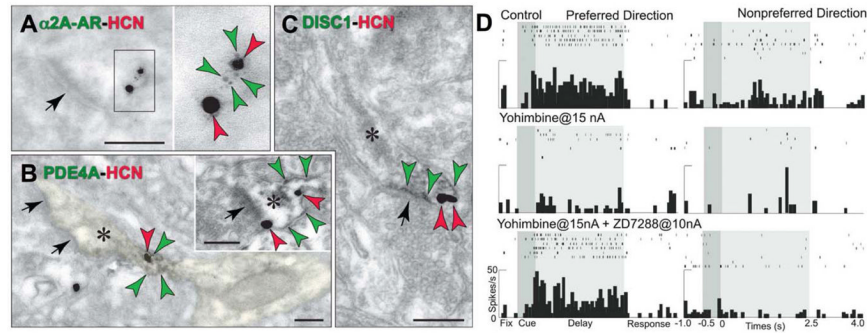 A α2A-AR-HCN
B PDE4A-HCN
C DISC1-HCN
D
Control Preferred Direction Nonpreferred Direction
Yohimbine@15 nA
Yohimbine@15nA + ZD7288@10nA
50
Spikes/s
0
Fix Cue Delay Response -1.0 -0.5 0 Times (s) 2.5 4.0